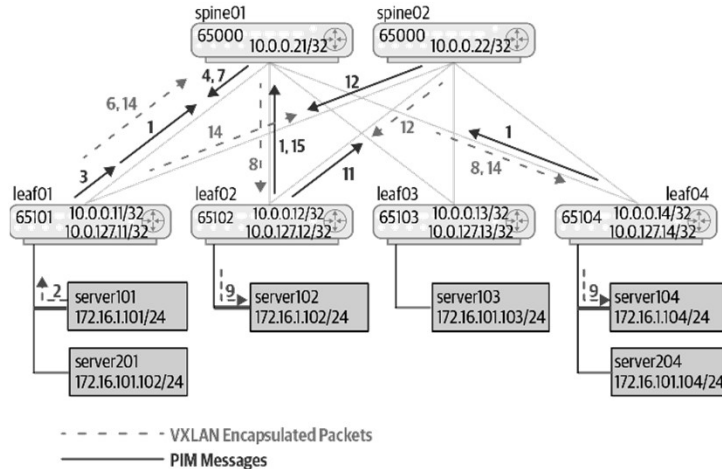 spine01
spine02
65000
10.0.0.21/32
65000
10.0.0.22/32
4, 7
12
6, 14
1
14
12
1
3
8
1, 15
11
8, 14
leaf01
leaf02
leaf03
leaf04
65101
10.0.0.11/32
10.0.127.11/32
65102
10.0.0.12/32
10.0.127.12/32
65103
10.0.0.13/32
10.0.127.13/32
65104
10.0.0.14/32
10.0.127.14/32
2
server101
172.16.1.101/24
9
server102
172.16.1.102/24
server103
172.16.101.103/24
9
server104
172.16.1.104/24
server201
172.16.101.102/24
server204
172.16.101.104/24
VXLAN Encapsulated Packets
PIM Messages